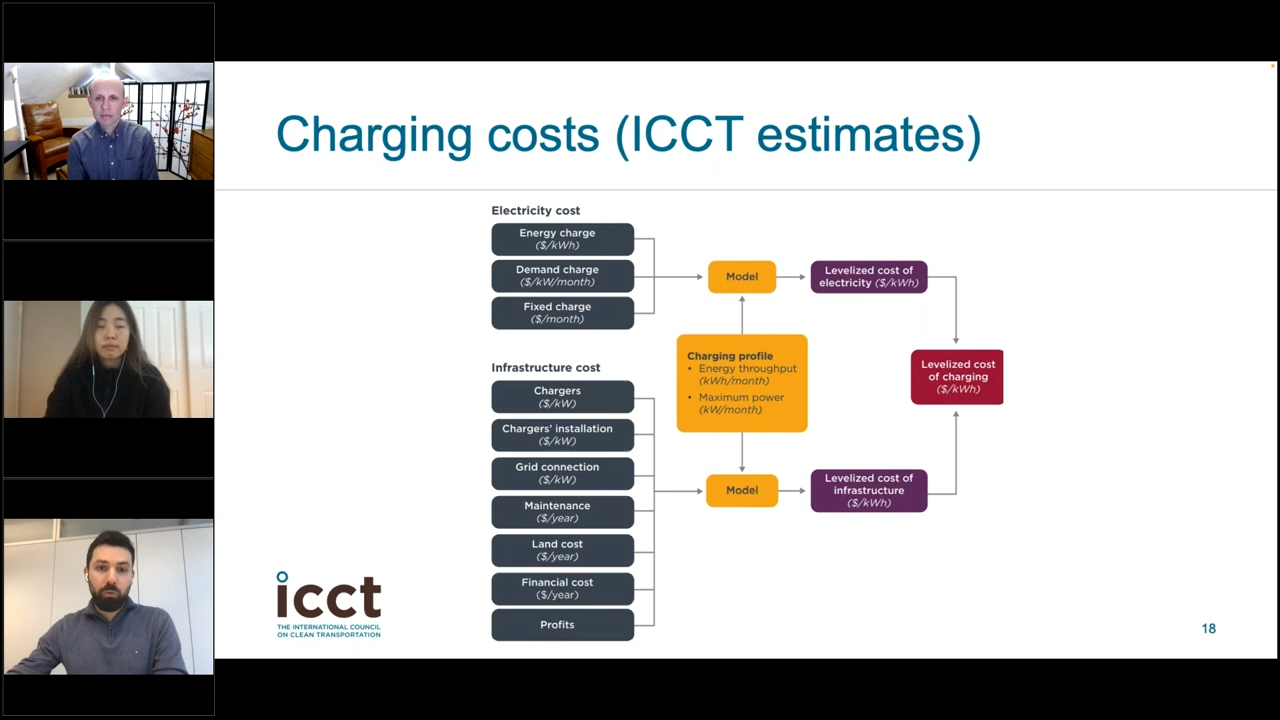 Charging costs (ICCT estimates)
Electricity cost
Energy charge
($/kWh)
Demand charge
($/kW/month)
Fixed charge
($/month)
Infrastructure cost
Chargers
($/kW)
Chargers' installation
($/kW)
Grid connection
($/kW)
Maintenance
($/year)
Land cost
($/year)
Financial cost
($/year)
Profits
Model
Charging profile
• Energy throughput
(kWh/month)
• Maximum power
(kW/month)
Model
Levelized cost of
electricity ($/kWh)
Levelized cost of
infrastructure
($/kWh)
Levelized cost
of charging
($/kWh)
icct
THE INTERNATIONAL COUNCIL
ON CLEAN TRANSPORTATION
18